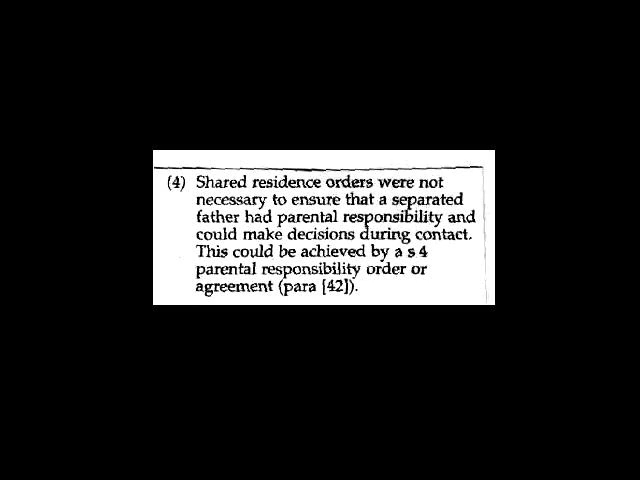 (4) Shared residence orders were not
necessary to ensure that a separated
father had parental responsibility and
could make decisions during contact.
This could be achieved by a s 4
parental responsibility order or
agreement (para [42]).